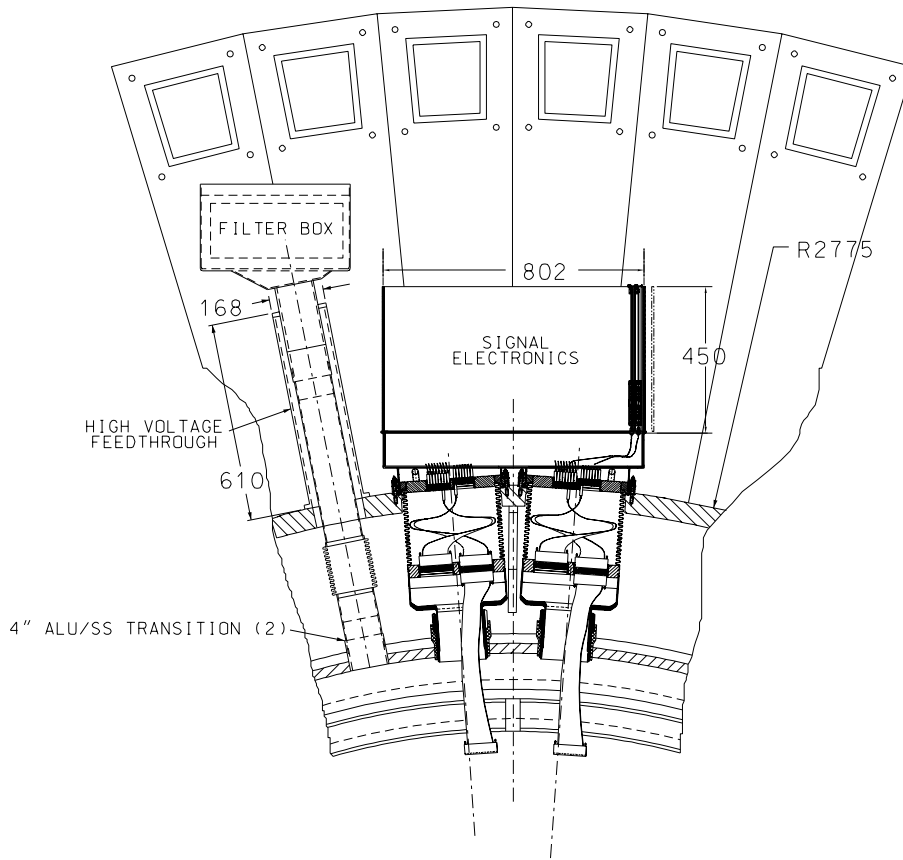 FILTER BOX
R2775
802
168
SIGNAL
ELECTRONICS
450
HIGH VOLTAGE
FEEDTHROUGH
610
4" ALU/SS TRANSITION (2)